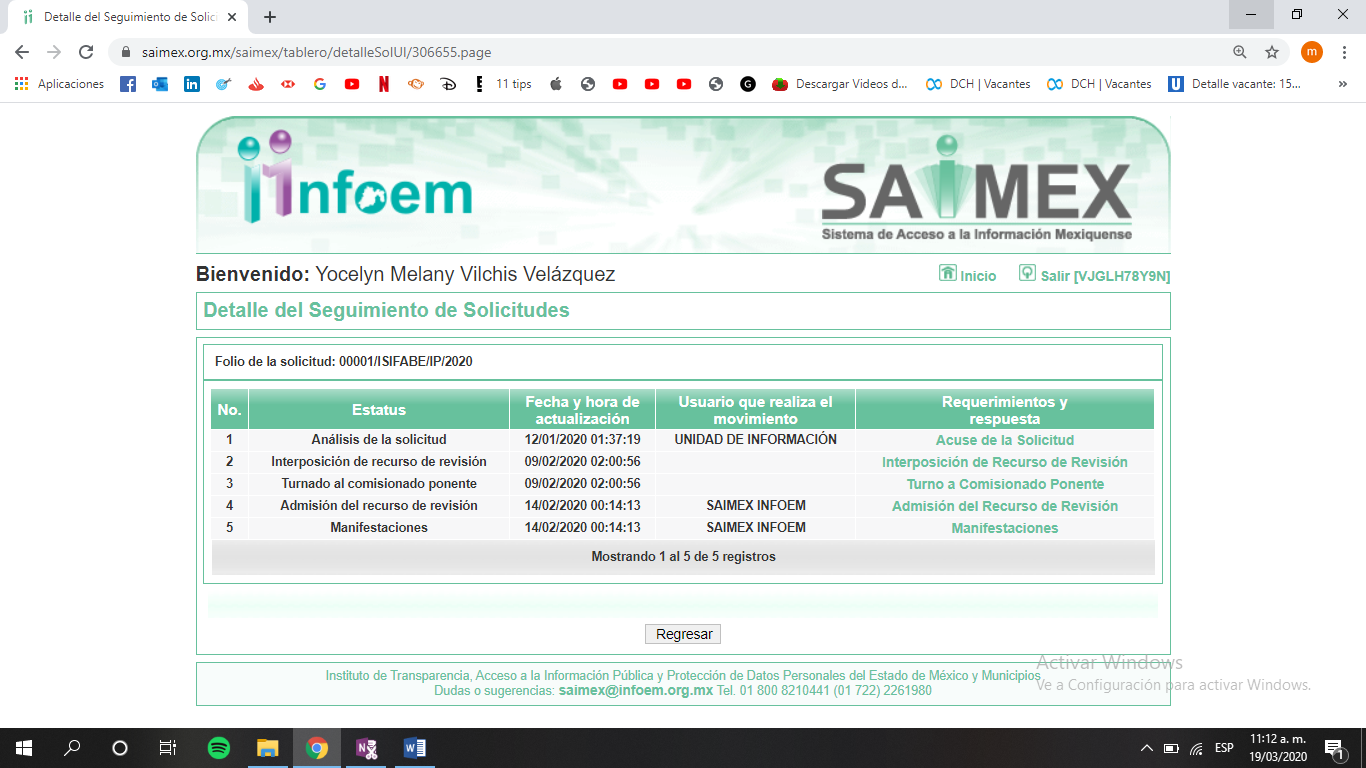 Detalle del Seguimiento de Solici
saimex.org.mx/saimex/tablero/detalleSolUI/306655.page
m
Aplicaciones
11 tips
Descargar Videos d...
DCH | Vacantes
DCH | Vacantes
Detalle vacante: 15...
infoem
SAIMEX
Sistema de Acceso a la Información Mexiquense
Bienvenido: Yocelyn Melany Vilchis Velázquez
Inicio
Salir [VJGLH78Y9N]
Detalle del Seguimiento de Solicitudes
Folio de la solicitud: 00001/ISIFABE/IP/2020
No. Estatus Fecha y hora de actualización Usuario que realiza el movimiento Requerimientos y respuesta
1 Análisis de la solicitud 12/01/2020 01:37:19 UNIDAD DE INFORMACIÓN Acuse de la Solicitud
2 Interposición de recurso de revisión 09/02/2020 02:00:56 Interposición de Recurso de Revisión
3 Turnado al comisionado ponente 09/02/2020 02:00:56 Turno a Comisionado Ponente
4 Admisión del recurso de revisión 14/02/2020 00:14:13 SAIMEX INFOEM Admisión del Recurso de Revisión
5 Manifestaciones 14/02/2020 00:14:13 SAIMEX INFOEM Manifestaciones
Mostrando 1 al 5 de 5 registros
Regresar
Instituto de Transparencia, Acceso a la Información Pública y Protección de Datos Personales del Estado de México y Municipios
Dudas o sugerencias: saimex@infoem.org.mx Tel. 01 800 8210441 (01 722) 2261980
Activar Windows
Ve a Configuración para activar Windows.
ESP
11:12 a. m.
19/03/2020
1